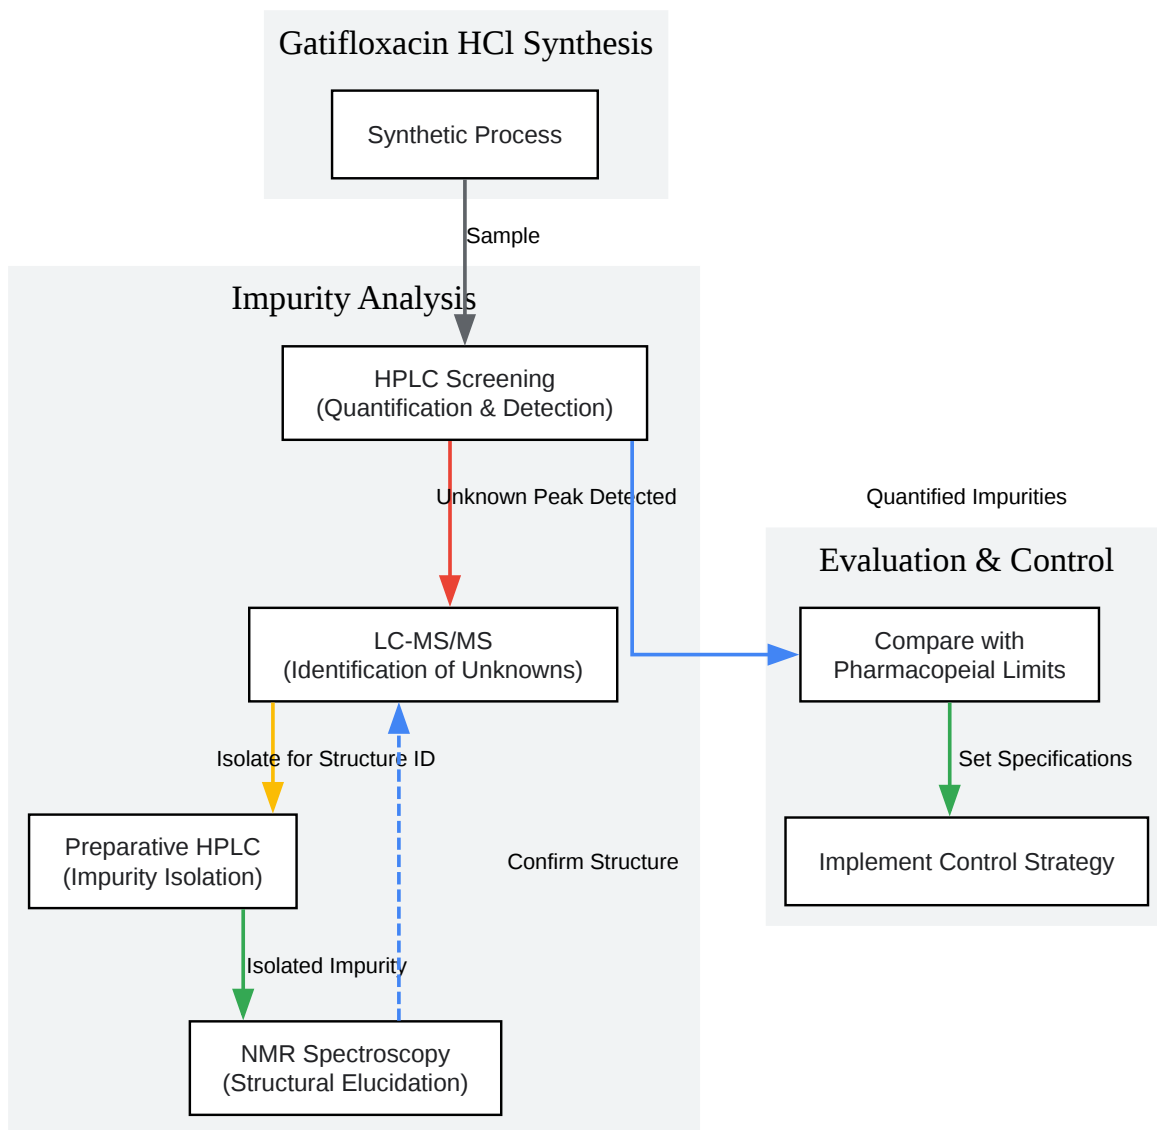 Gatifloxacin HCl Synthesis
Synthetic Process
Sample
Impurity Analysis
HPLC Screening
(Quantification & Detection)
Unknown Peak Detected
Quantified Impurities
Evaluation & Control
LC-MS/MS
(Identification of Unknowns)
Compare with
Pharmacopeial Limits
Isolate for Structure ID
Set Specifications
Preparative HPLC
(Impurity Isolation)
Confirm Structure
Implement Control Strategy
Isolated Impurity
NMR Spectroscopy
(Structural Elucidation)